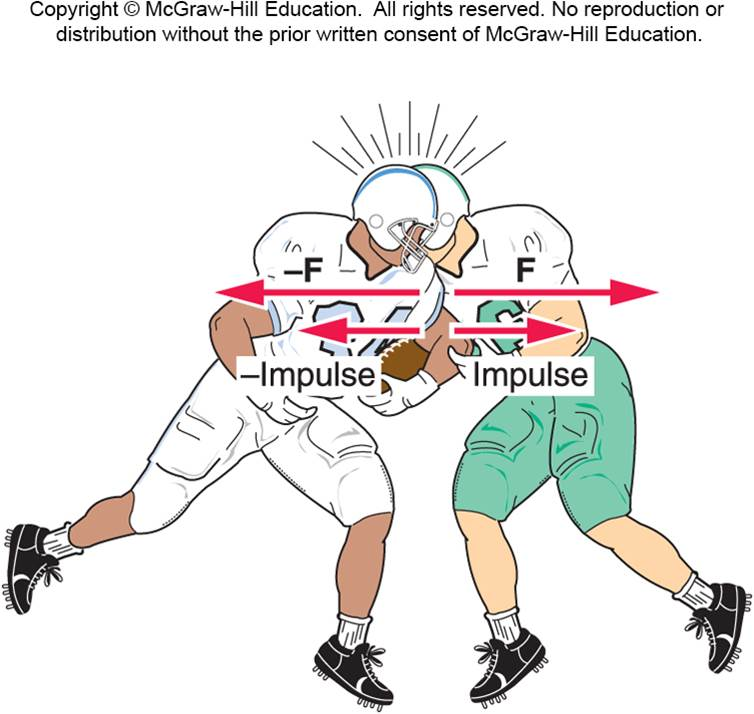 Copyright © McGraw-Hill Education.  All rights reserved. No reproduction or
distribution without the prior written consent of McGraw-Hill Education.
–F
F
–Impulse
Impulse